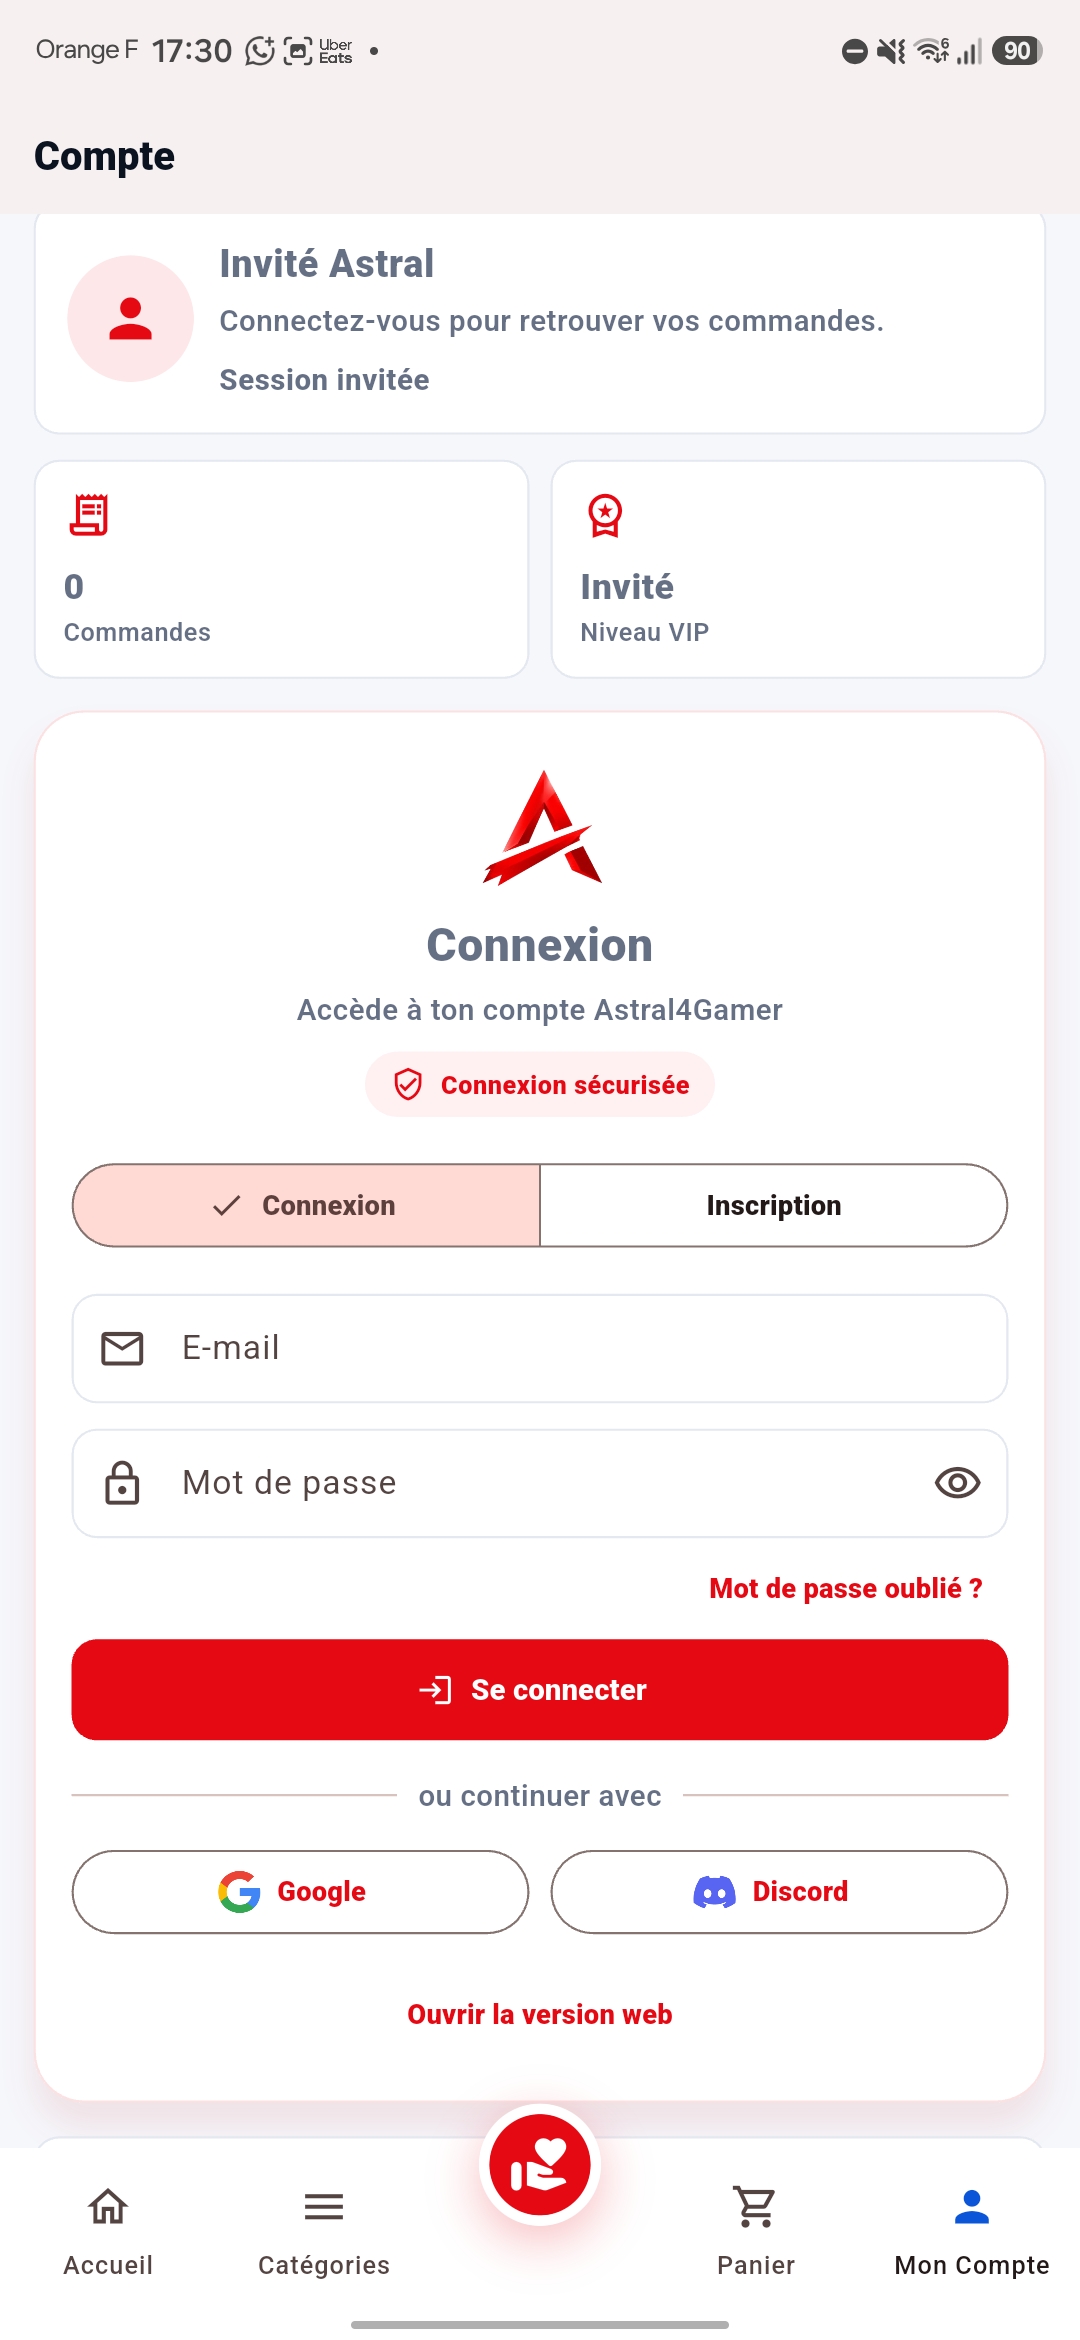 Orange F 17:30 Uber Eats 6 90
Compte
Invité Astral
Connectez-vous pour retrouver vos commandes.
Session invitée
0
Commandes
Invité
Niveau VIP
Connexion
Accède à ton compte Astral4Gamer
Connexion sécurisée
Connexion
Inscription
E-mail
Mot de passe
Mot de passe oublié ?
Se connecter
ou continuer avec
Google
Discord
Ouvrir la version web
Accueil
Catégories
Panier
Mon Compte